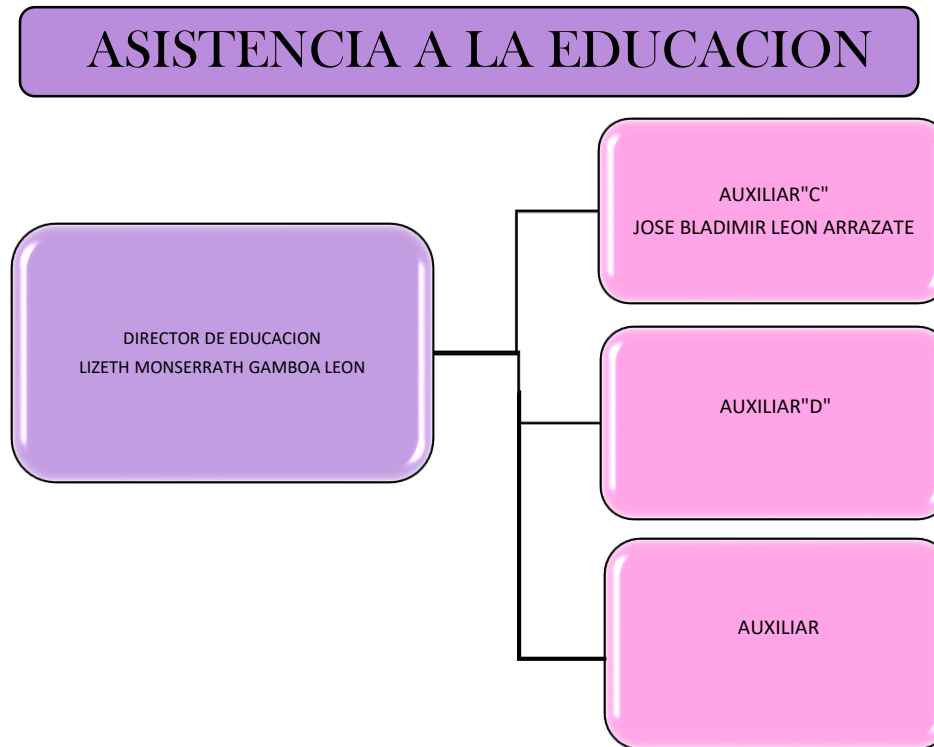 ASISTENCIA A LA EDUCACION
DIRECTOR DE EDUCACION
LIZETH MONSERRATH GAMBOA LEON
AUXILIAR"C"
JOSE BLADIMIR LEON ARRAZATE
AUXILIAR"D"
AUXILIAR